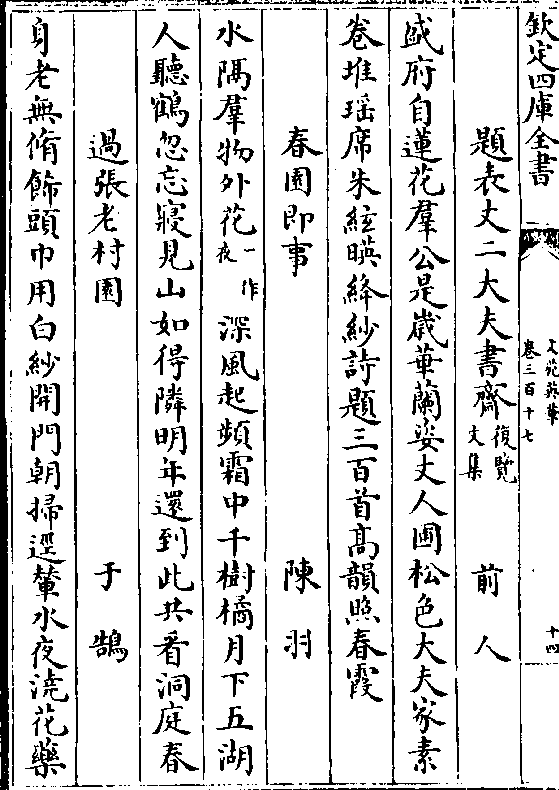 欽定四庫全書
文苑英華
卷三百十七
十四
題表丈二大夫書齋復覽文集 前人
盛府自蓮花羣公是歲華蘭姿丈人圃松色大夫家素
卷堆瑶席朱絃暎絳紗詩題三百首髙韻照春霞
春園即事 陳羽
水隅羣物外花一作夜深風起頻霜中千樹橘月下五湖
人聽鶴忽忘寢見山如得隣明年還到此共看洞庭春
過張老村園 于鵠
身老無脩飾頭巾用白紗開門朝掃逕輦水夜澆花藥